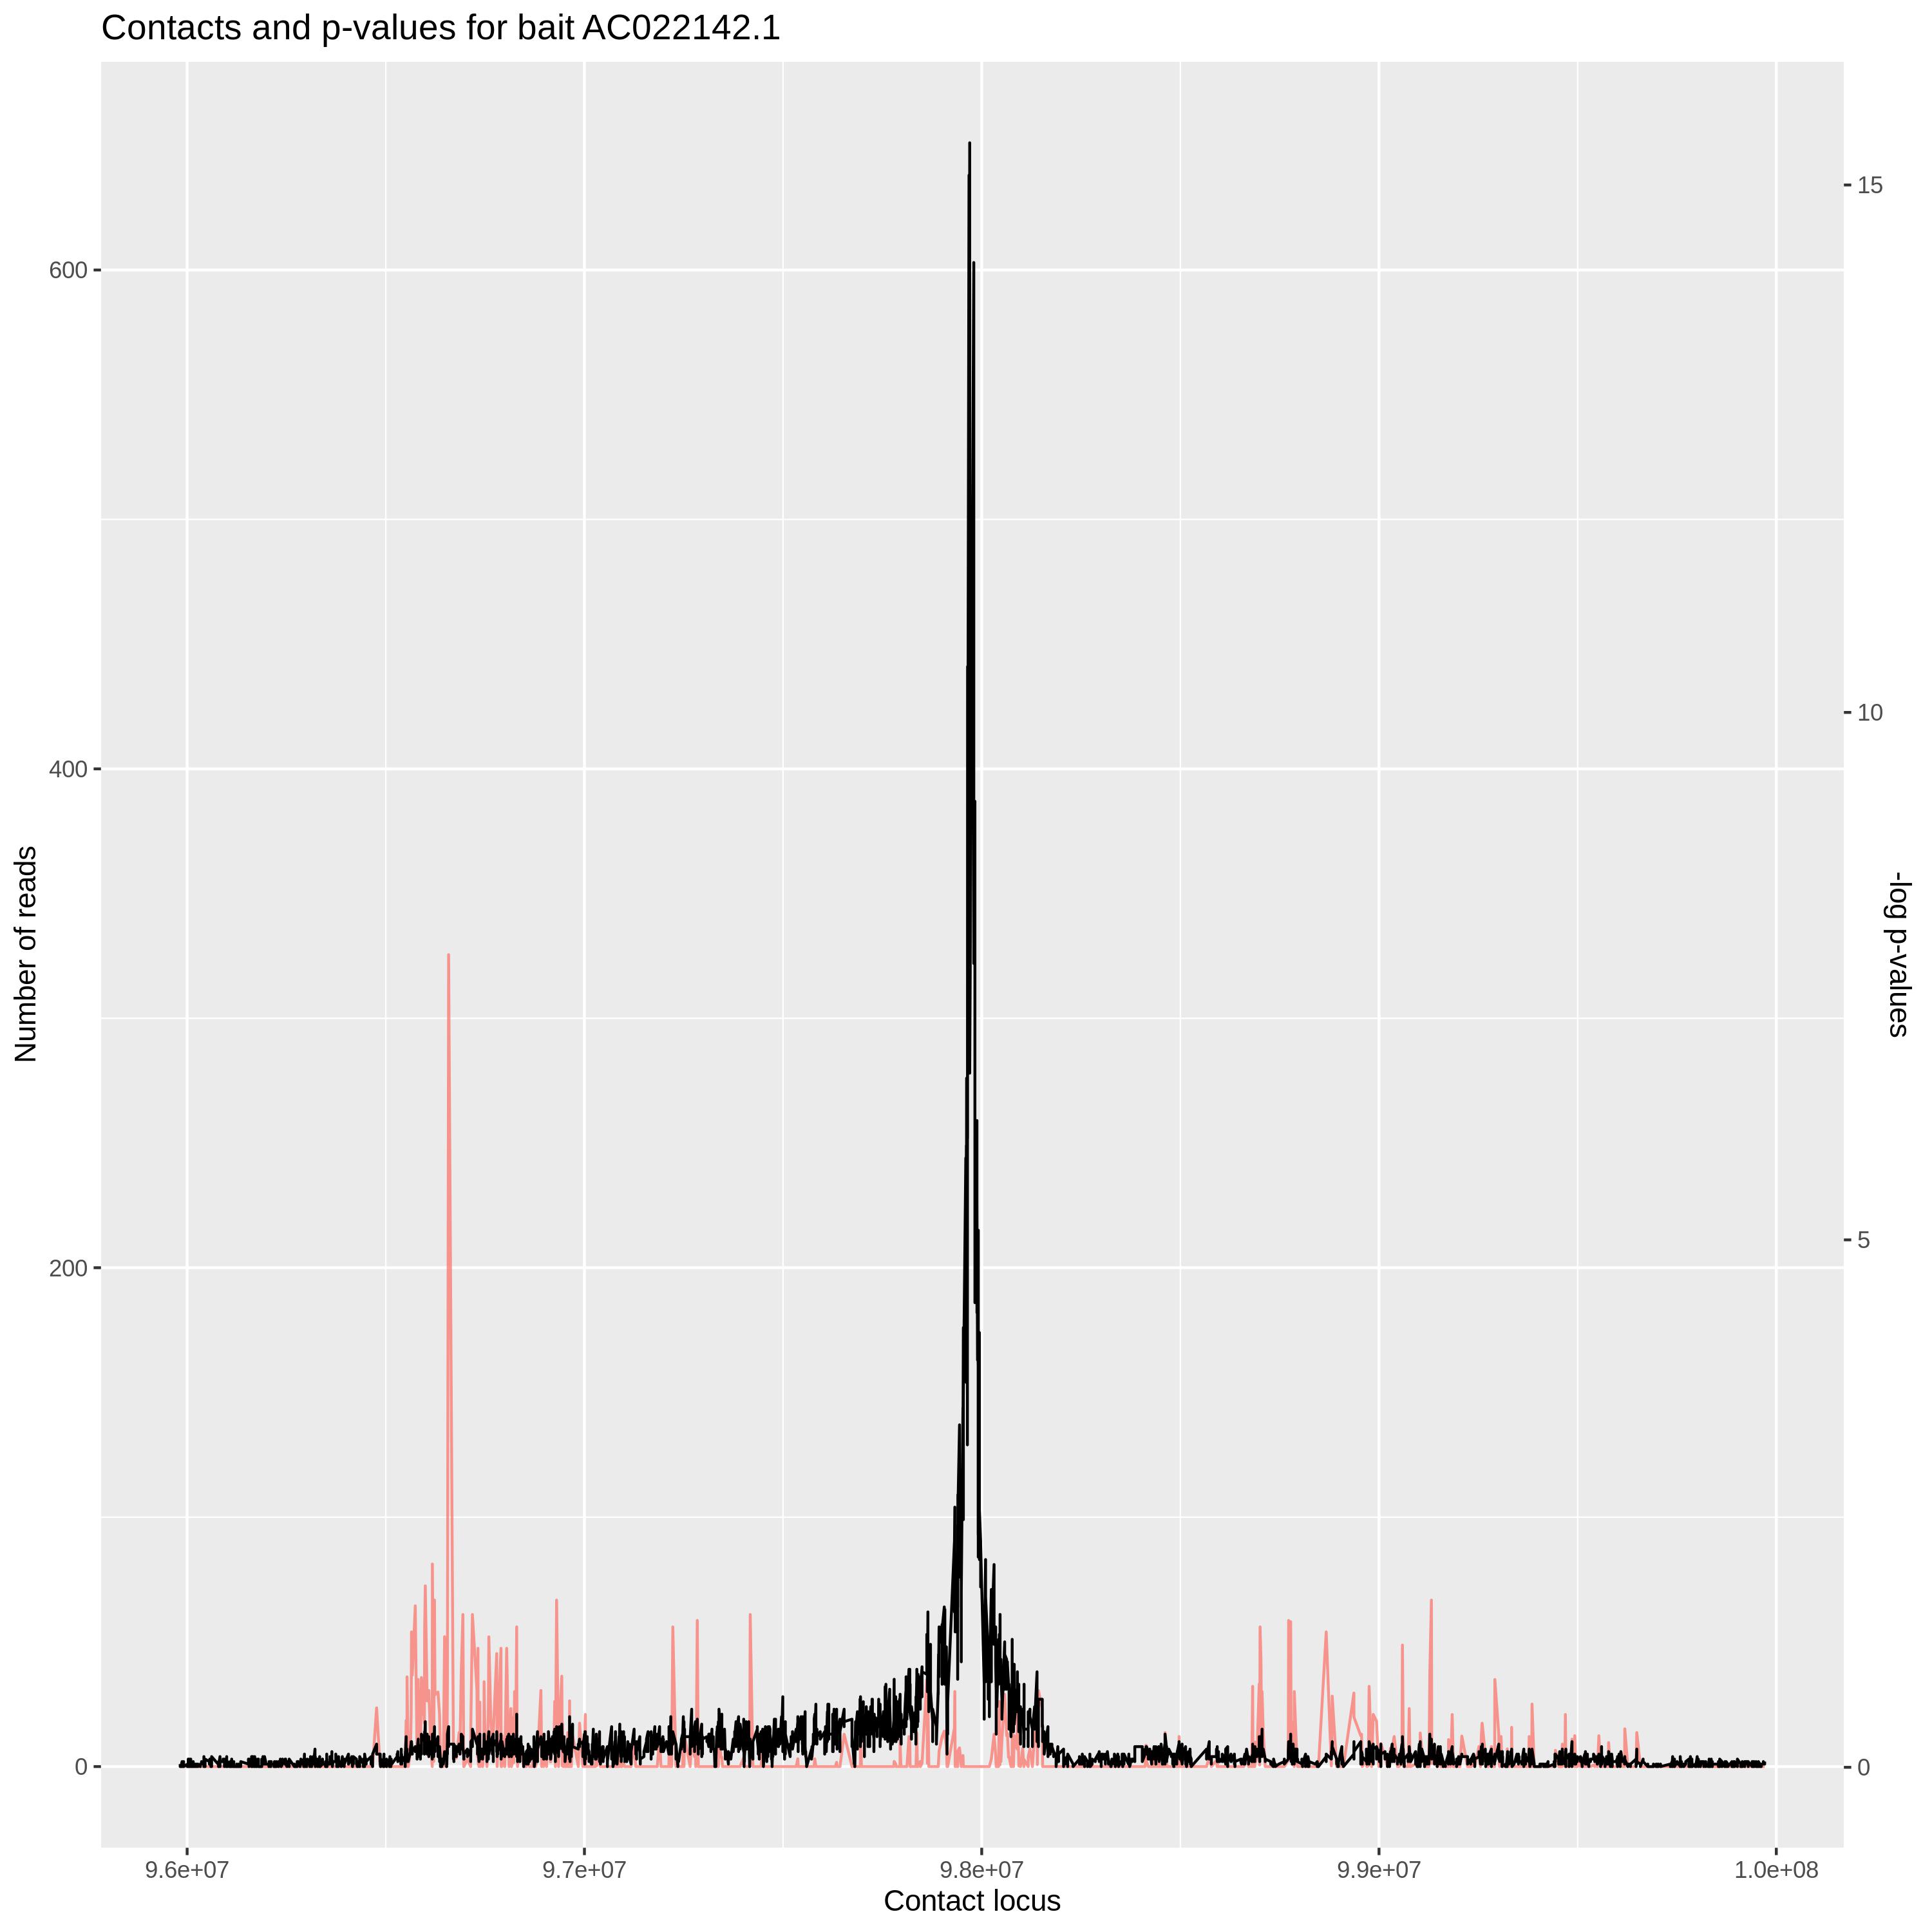 Contacts and p-values for bait AC022142.1
600
400
200
0
Number of reads
15
10
5
0
-log p-values
9.6e+07
9.7e+07
9.8e+07
9.9e+07
1.0e+08
Contact locus